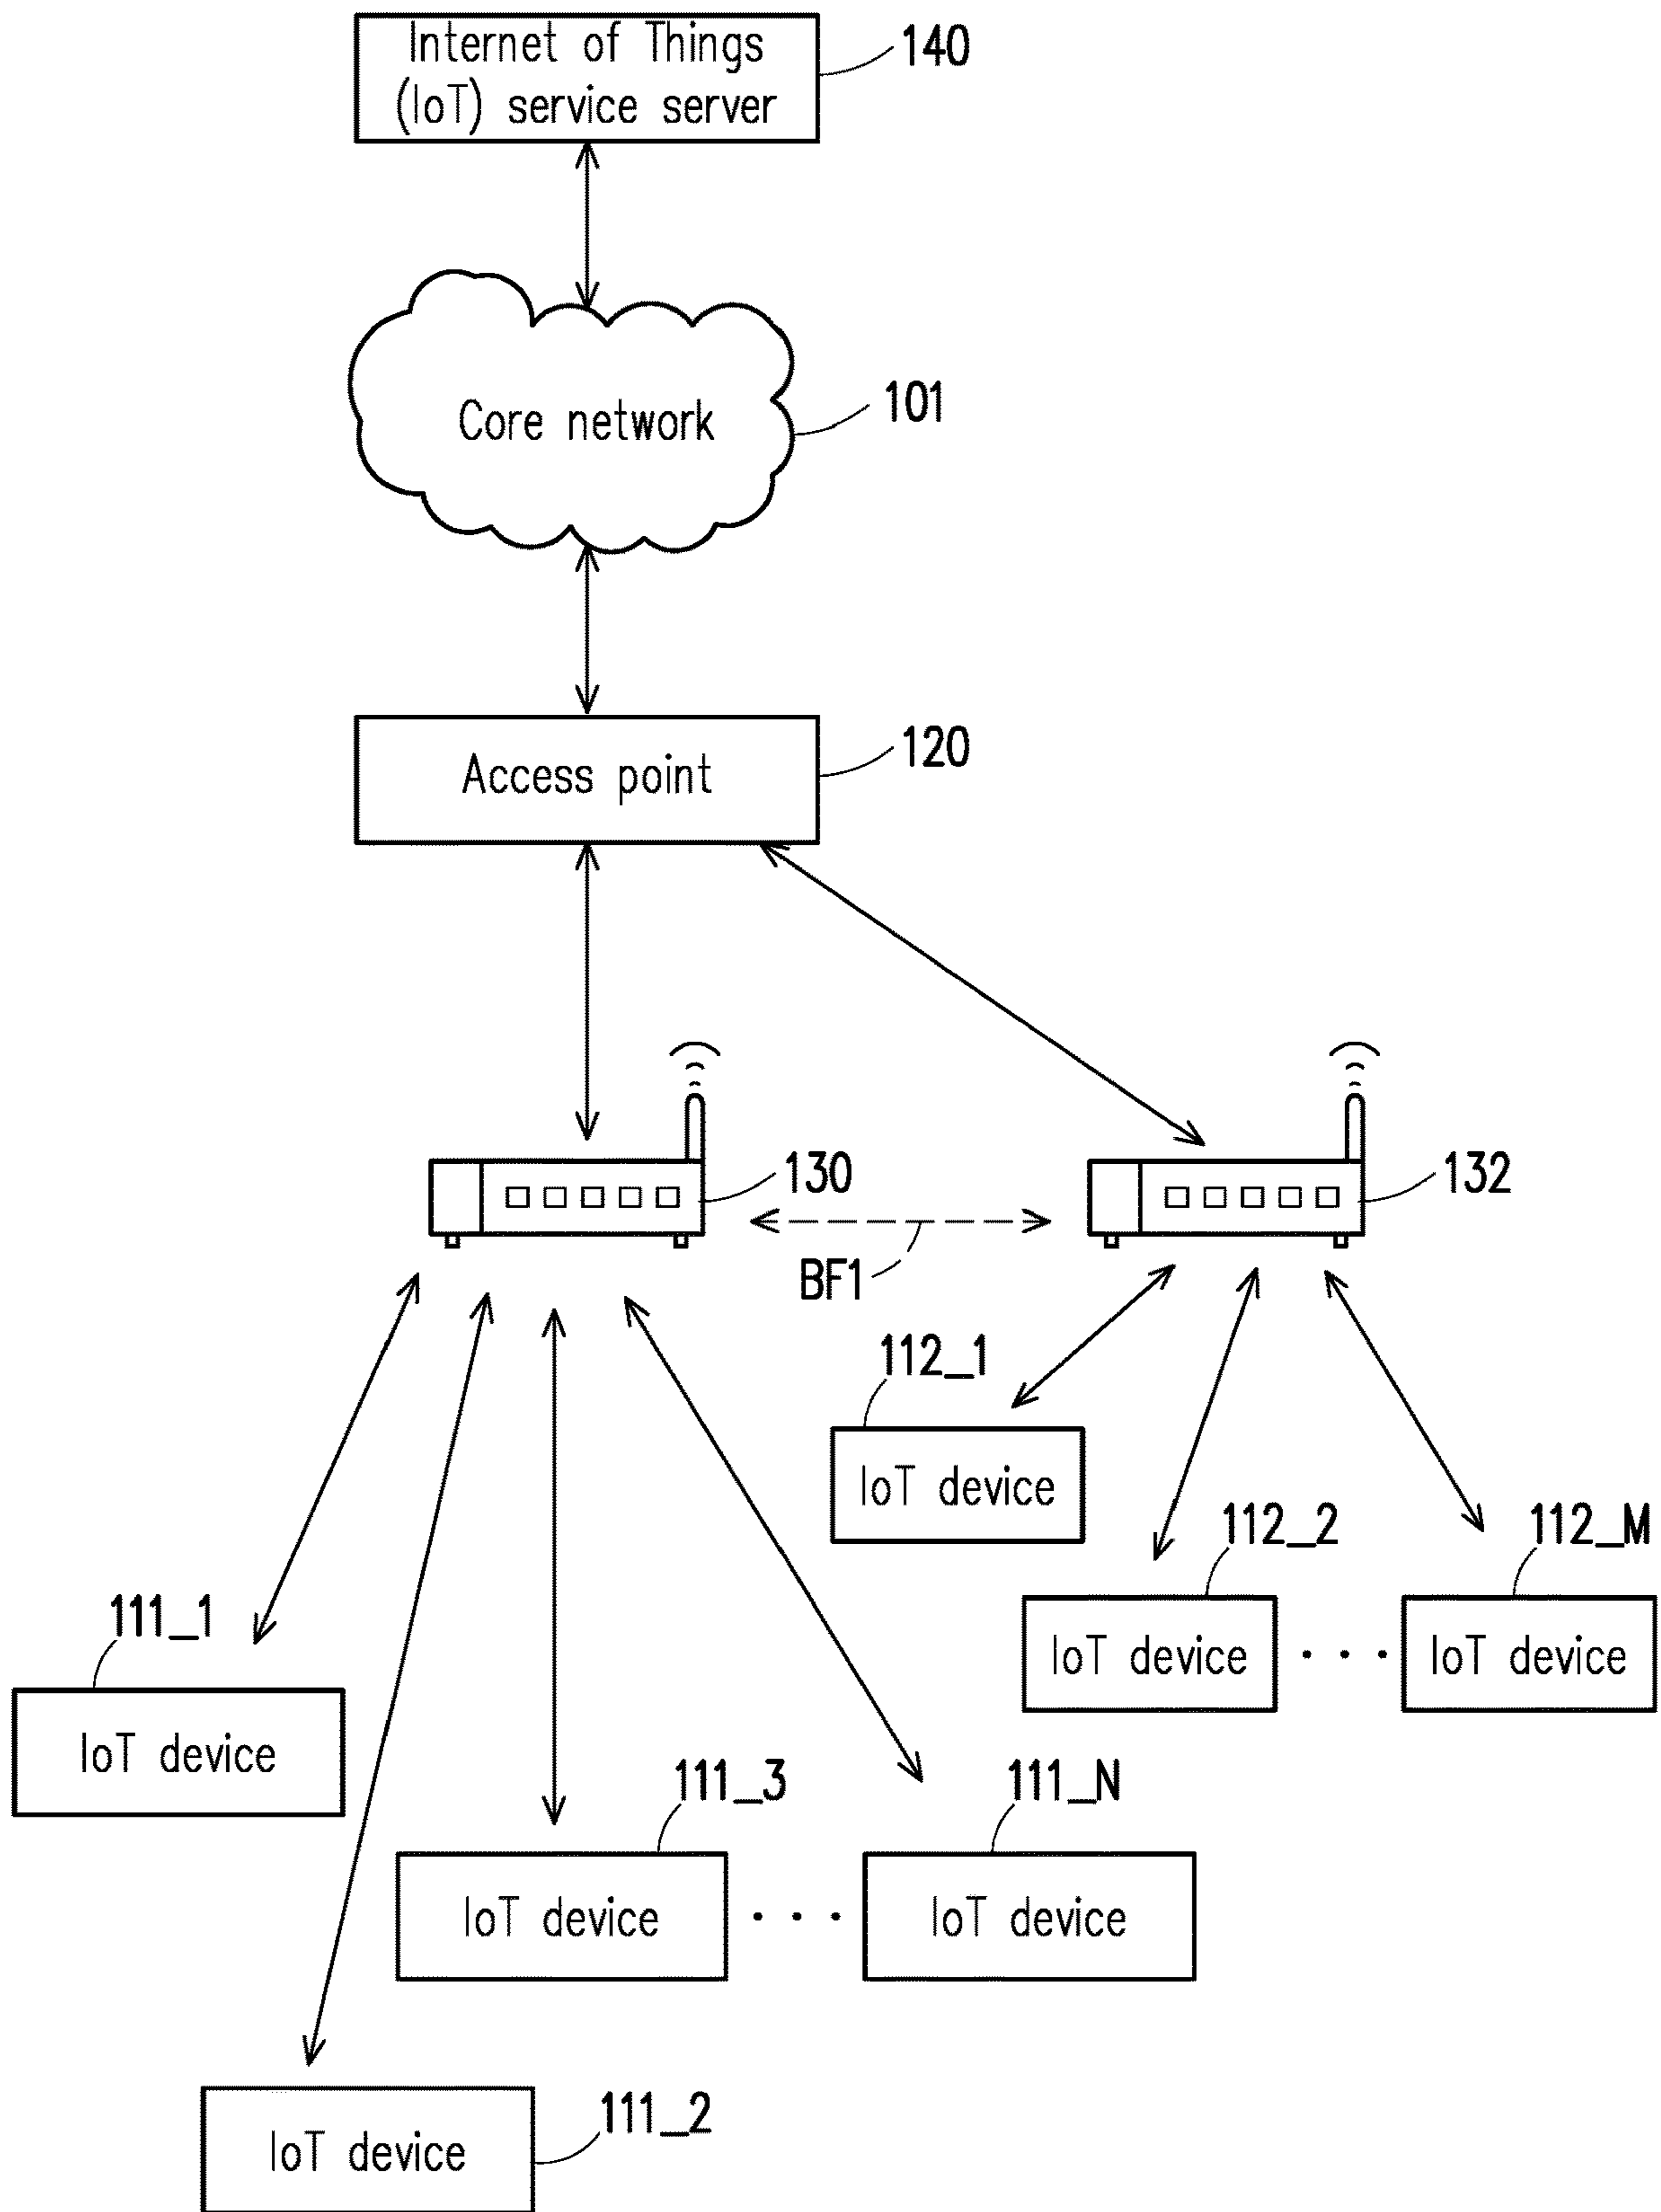 Internet of Things
(IoT) service server
140
Core network
101
Access point
120
130
132
BF1
112_1
IoT device
112_2
112_M
IoT device
IoT device
111_1
IoT device
111_3
111_N
IoT device
IoT device
111_2
IoT device